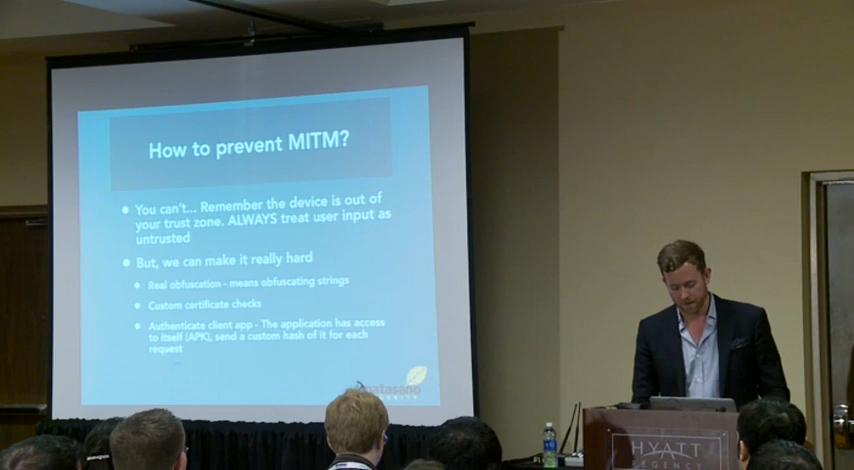 How to prevent MITM?
You can't... Remember the device is out of
your trust zone. ALWAYS treat user input as
untrusted
But, we can make it really hard
Real obfuscation - means obfuscating strings
Custom certificate checks
Authenticate client app - The application has access
to itself (APK), send a custom hash of it for each
request
matasano
HYATT
REGENCY